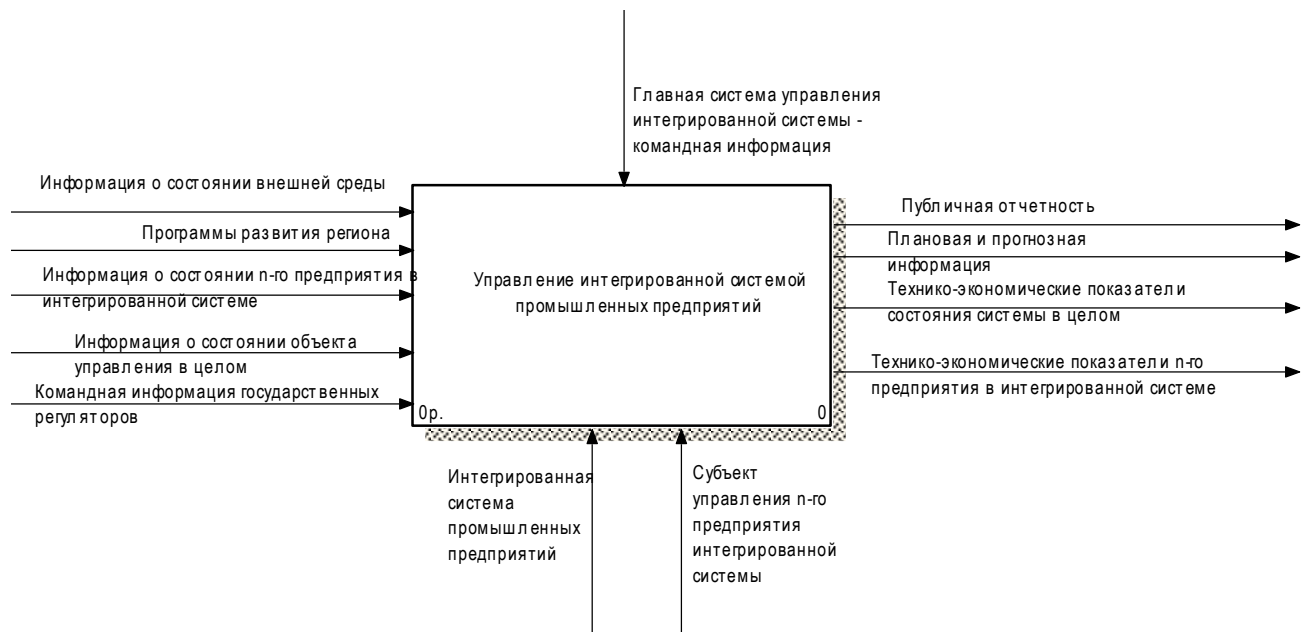 Главная система управления
интегрированной системы -
командная информация
Информация о состоянии внешней среды
Программы развития региона
Информация о состоянии n-го предприятия в
интегрированной системе
Информация о состоянии объекта
управления в целом
Командная информация государственных
регуляторов
Управление интегрированной системой
промышленных предприятий
0р.
0
Публичная отчетность
Плановая и прогнозная
информация
Технико-экономические показатели
состояния системы в целом
Технико-экономические показатели n-го
предприятия в интегрированной системе
Интегрированная
система
промышленных
предприятий
Субъект
управления n-го
предприятия
интегрированной
системы